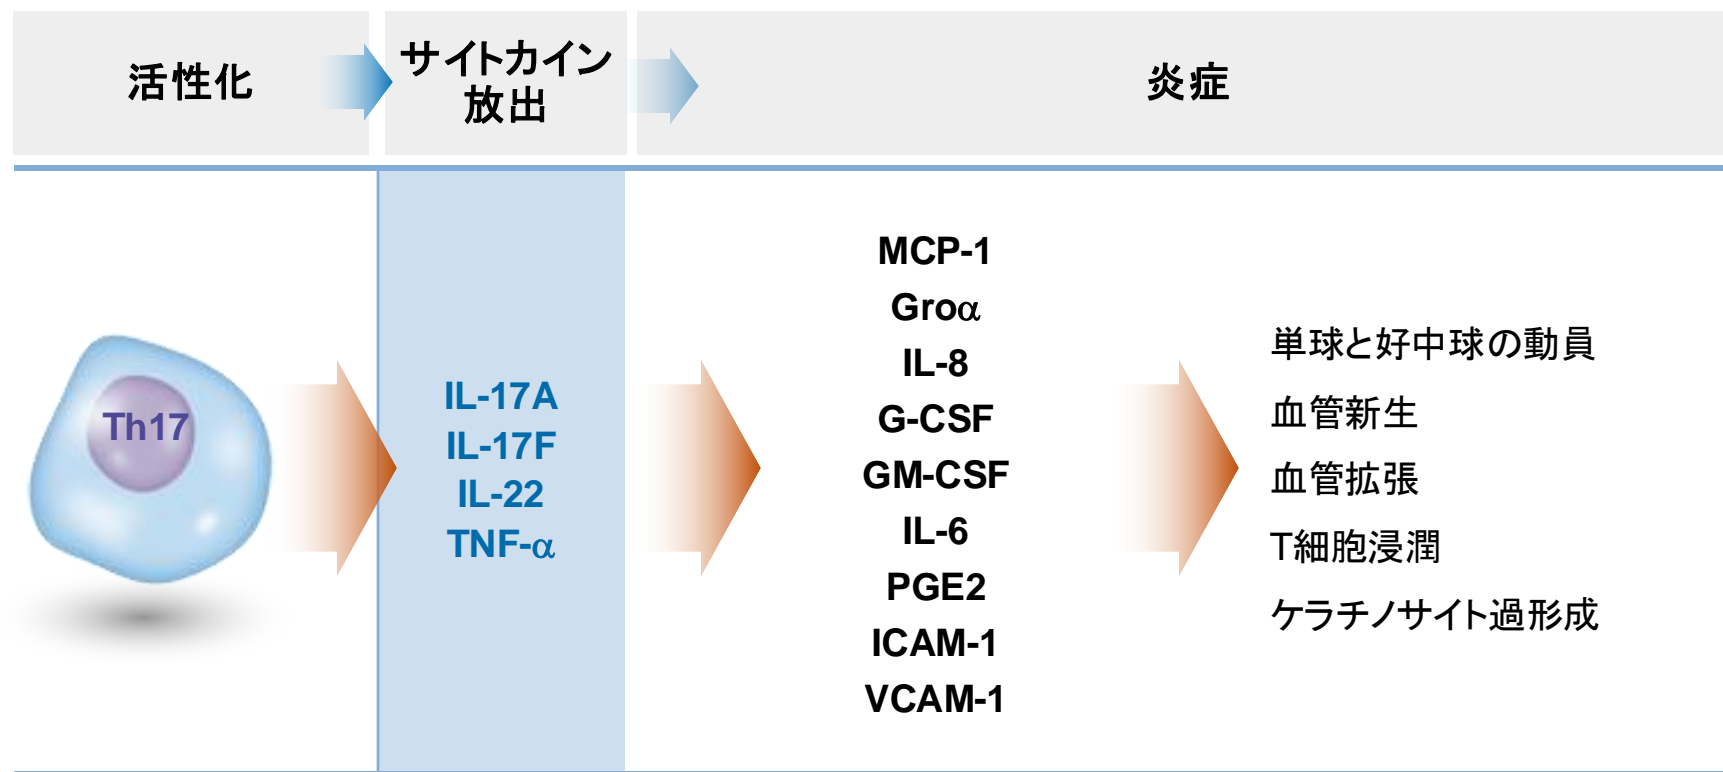 活性化
サイトカイン
放出
炎症
Th17
IL-17A
IL-17F
IL-22
TNF-α
MCP-1
Groα
IL-8
G-CSF
GM-CSF
IL-6
PGE2
ICAM-1
VCAM-1
単球と好中球の動員
血管新生
血管拡張
T細胞浸潤
ケラチノサイト過形成